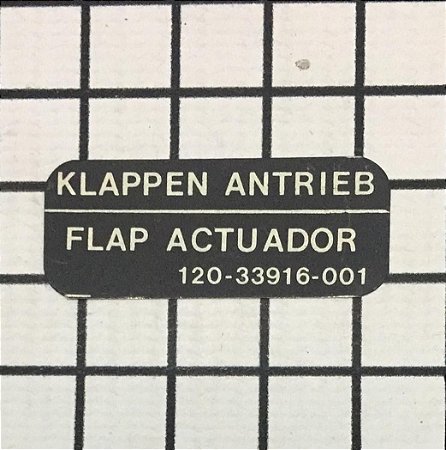 KLAPPEN ANTRIEB
FLAP ACTUADOR
120-33916-001